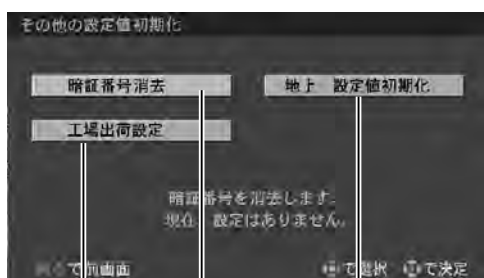 その他の設定値初期化
暗証番号消去
地上 設定値初期化
工場出荷設定
暗証番号を消去します。
現在、設定はありません。
で前画面
で選択 で決定